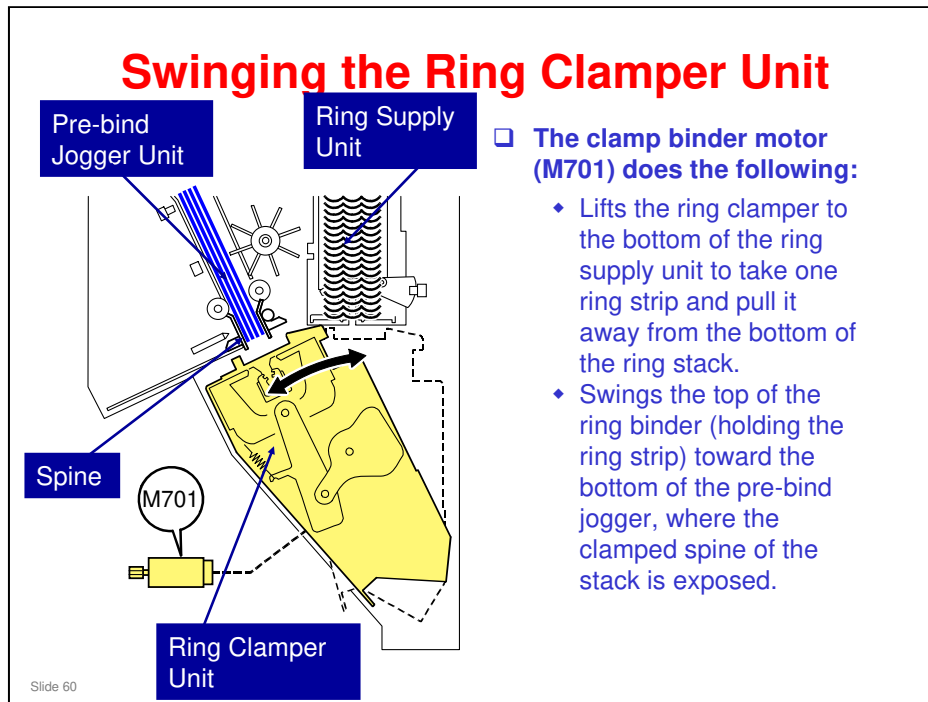 Swinging the Ring Clamper Unit
Pre-bind
Jogger Unit
Ring Supply
Unit
❑ The clamp binder motor
(M701) does the following:
◆ Lifts the ring clamper to
the bottom of the ring
supply unit to take one
ring strip and pull it
away from the bottom of
the ring stack.
◆ Swings the top of the
ring binder (holding the
ring strip) toward the
bottom of the pre-bind
jogger, where the
clamped spine of the
stack is exposed.
Spine
M701
Ring Clamper
Unit
Slide 60